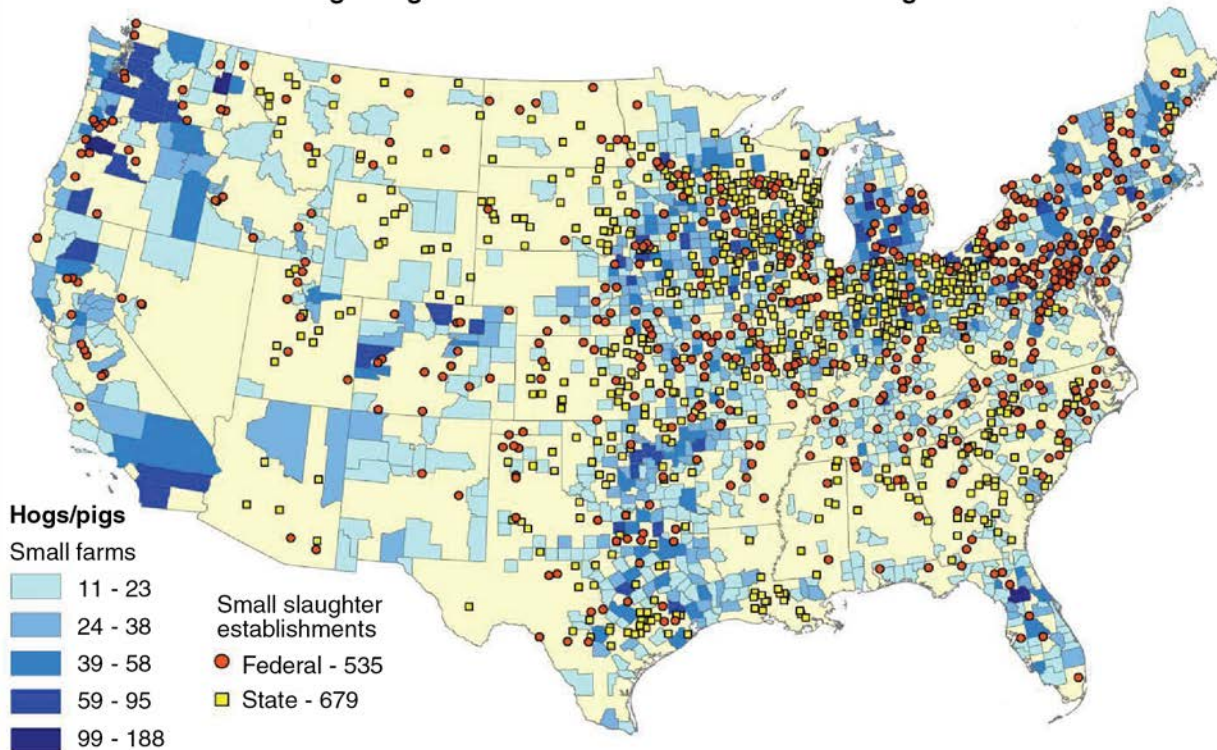 Hogs/pigs
Small farms
11 - 23
24 - 38
39 - 58
59 - 95
99 - 188
Small slaughter
establishments
Federal - 535
State - 679